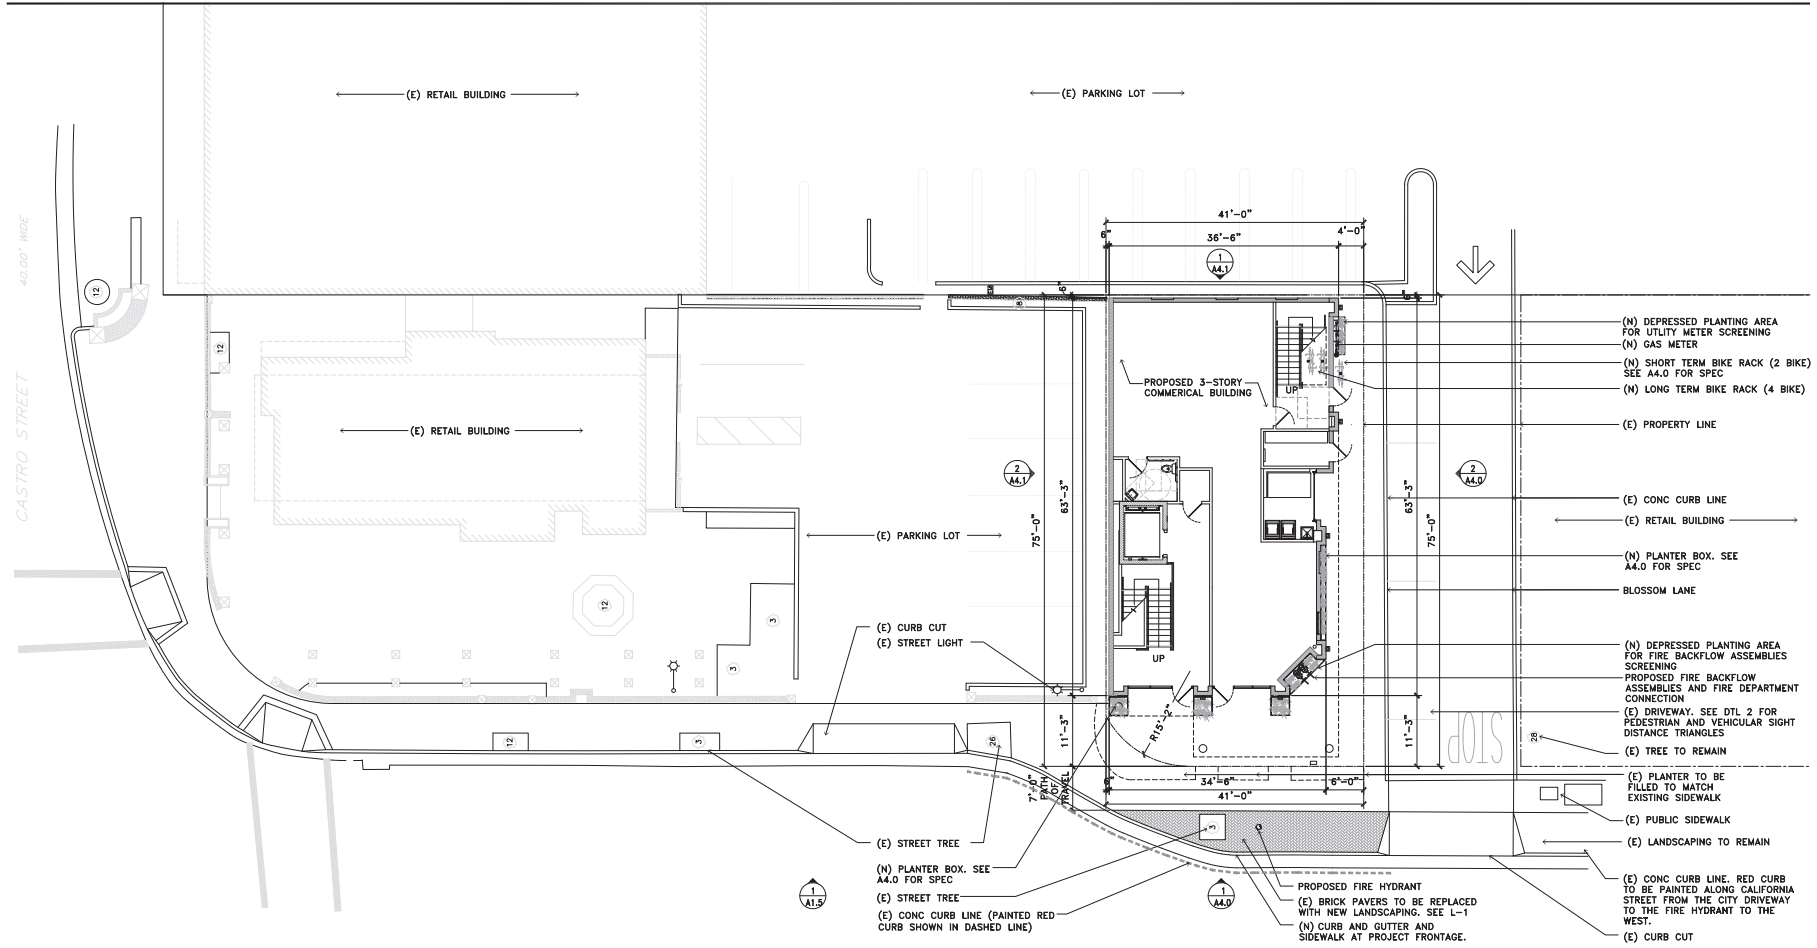 (E) RETAIL BUILDING
(E) PARKING LOT
CASTRO STREET
40.00' WIDE
12
12
(E) RETAIL BUILDING
12
3
3
12
3
26
8
(E) PARKING LOT
(E) CURB CUT
(E) STREET LIGHT
41'-0"
6"
36'-6"
4'-0"
1
A4.1
6"
6"
2
A4.1
63'-3"
75'-0"
11'-3"
7'-0"
PATH
OF
TRAVEL
PROPOSED 3-STORY
COMMERICAL BUILDING
UP
UP
R15'-2"
2
A4.0
63'-3"
75'-0"
11'-3"
6"
34'-6"
6'-0"
41'-0"
STOP
28
3
(N) DEPRESSED PLANTING AREA
FOR UTLITY METER SCREENING
(N) GAS METER
(N) SHORT TERM BIKE RACK (2 BIKE)
SEE A4.0 FOR SPEC
(N) LONG TERM BIKE RACK (4 BIKE)
(E) PROPERTY LINE
(E) CONC CURB LINE
(E) RETAIL BUILDING
(N) PLANTER BOX. SEE
A4.0 FOR SPEC
BLOSSOM LANE
(N) DEPRESSED PLANTING AREA
FOR FIRE BACKFLOW ASSEMBLIES
SCREENING
PROPOSED FIRE BACKFLOW
ASSEMBLIES AND FIRE DEPARTMENT
CONNECTION
(E) DRIVEWAY. SEE DTL 2 FOR
PEDESTRIAN AND VEHICULAR SIGHT
DISTANCE TRIANGLES
(E) TREE TO REMAIN
(E) PLANTER TO BE
FILLED TO MATCH
EXISTING SIDEWALK
(E) PUBLIC SIDEWALK
(E) LANDSCAPING TO REMAIN
(E) CONC CURB LINE. RED CURB
TO BE PAINTED ALONG CALIFORNIA
STREET FROM THE CITY DRIVEWAY
TO THE FIRE HYDRANT TO THE
WEST.
(E) CURB CUT
(E) STREET TREE
(N) PLANTER BOX. SEE
A4.0 FOR SPEC
(E) STREET TREE
(E) CONC CURB LINE (PAINTED RED
CURB SHOWN IN DASHED LINE)
1
A1.5
1
A4.0
PROPOSED FIRE HYDRANT
(E) BRICK PAVERS TO BE REPLACED
WITH NEW LANDSCAPING. SEE L-1
(N) CURB AND GUTTER AND
SIDEWALK AT PROJECT FRONTAGE.